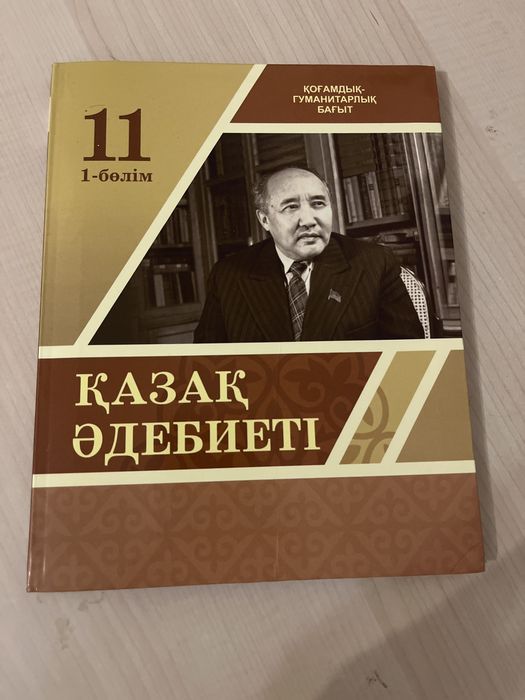 11
1-бөлім
ҚОҒАМДЫҚ-
ГУМАНИТАРЛЫҚ
БАҒЫТ
ҚАЗАҚ
ӘДЕБИЕТІ